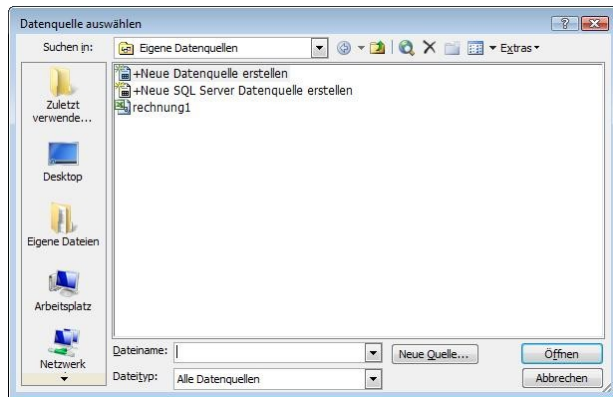 Datenquelle auswählen
Suchen in:
Eigene Datenquellen
Extras
Zuletzt
verwende...
Desktop
Eigene Dateien
Arbeitsplatz
Netzwerk
+Neue Datenquelle erstellen
+Neue SQL Server Datenquelle erstellen
rechnung1
Dateiname:
Neue Quelle...
Öffnen
Dateityp:
Alle Datenquellen
Abbrechen